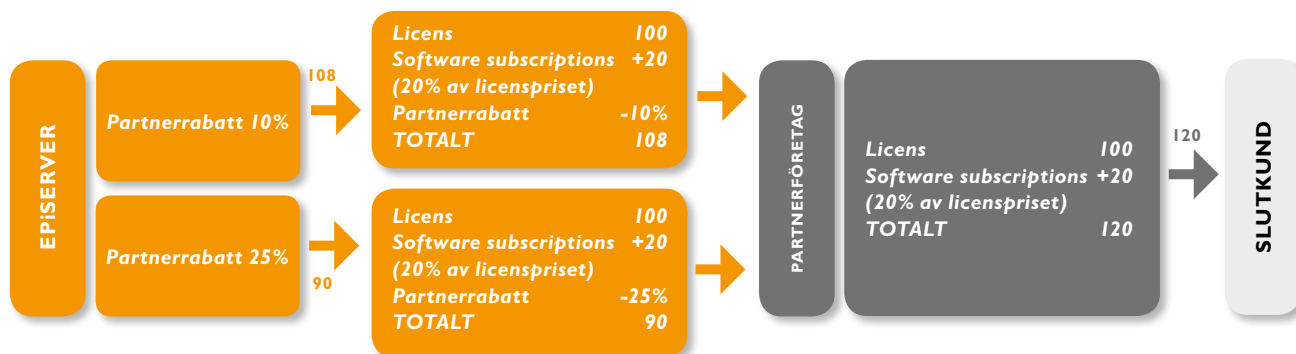 EPiSERVER
Partnerrabatt 10%
Partnerrabatt 25%
108
90
Licens 100
Software subscriptions +20
(20% av licenspriset)
Partnerrabatt -10%
TOTALT 108
Licens 100
Software subscriptions +20
(20% av licenspriset)
Partnerrabatt -25%
TOTALT 90
PARTNERFÖRETAG
Licens 100
Software subscriptions +20
(20% av licenspriset)
TOTALT 120
120
SLUTKUND